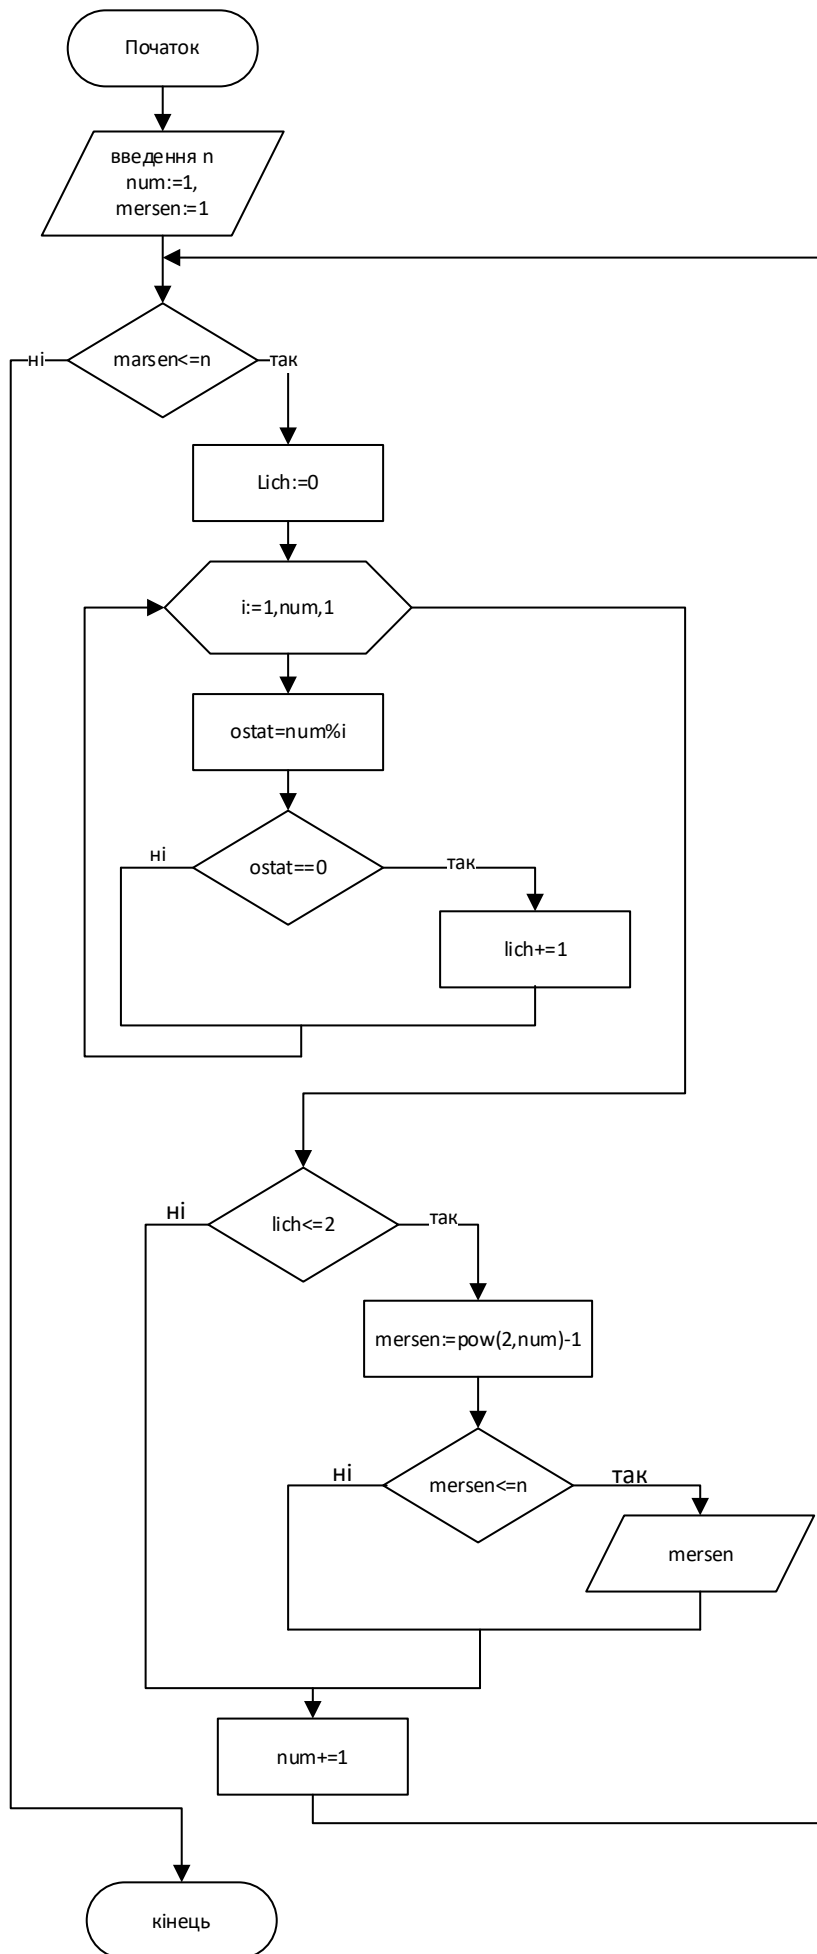 Початок
введення n
num:=1,
mersen:=1
marsen<=n
ні
так
Lich:=0
i:=1,num,1
ostat=num%i
ostat==0
ні
так
lich+=1
lich<=2
ні
так
mersen:=pow(2,num)-1
mersen<=n
ні
так
mersen
num+=1
кінець